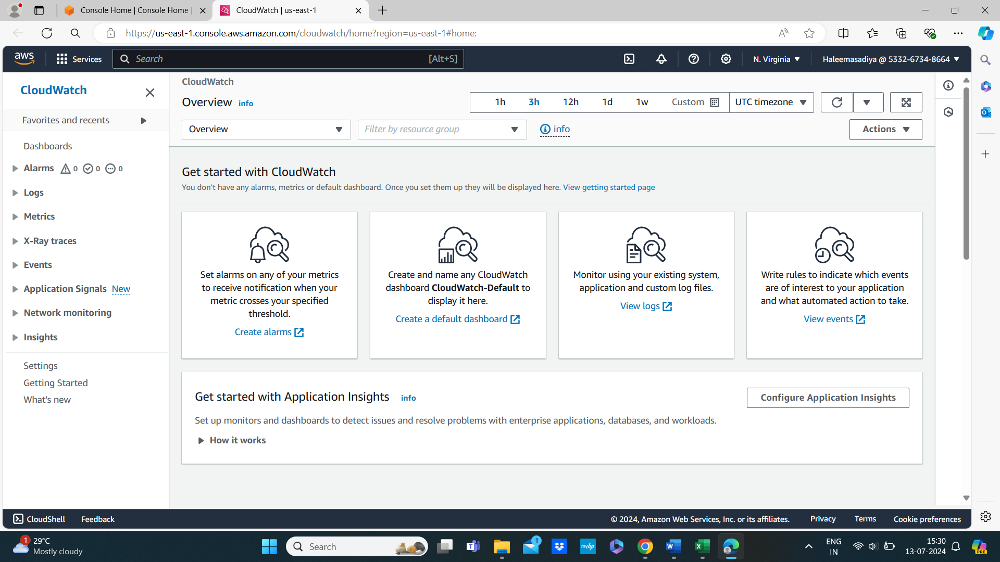 Console Home | Console Home |
CloudWatch | us-east-1
https://us-east-1.console.aws.amazon.com/cloudwatch/home?region=us-east-1#home:
aws
Services
Search
[Alt+S]
N. Virginia
Haleemasadiya @ 5332-6734-8664
CloudWatch
Favorites and recents
Dashboards
Alarms 0 0 0
Logs
Metrics
X-Ray traces
Events
Application Signals New
Network monitoring
Insights
Settings
Getting Started
What's new
CloudWatch
Overview info
1h 3h 12h 1d 1w Custom UTC timezone
Overview
Filter by resource group
info
Actions
Get started with CloudWatch
You don't have any alarms, metrics or default dashboard. Once you set them up they will be displayed here. View getting started page
Set alarms on any of your metrics
to receive notification when your
metric crosses your specified
threshold.
Create alarms
Create and name any CloudWatch
dashboard CloudWatch-Default to
display it here.
Create a default dashboard
Monitor using your existing system,
application and custom log files.
View logs
Write rules to indicate which events
are of interest to your application
and what automated action to take.
View events
Get started with Application Insights info
Configure Application Insights
Set up monitors and dashboards to detect issues and resolve problems with enterprise applications, databases, and workloads.
How it works
CloudShell Feedback
© 2024, Amazon Web Services, Inc. or its affiliates. Privacy Terms Cookie preferences
1
29°C
Mostly cloudy
Search
1
myhp
ENG
IN
15:30
13-07-2024
PRE